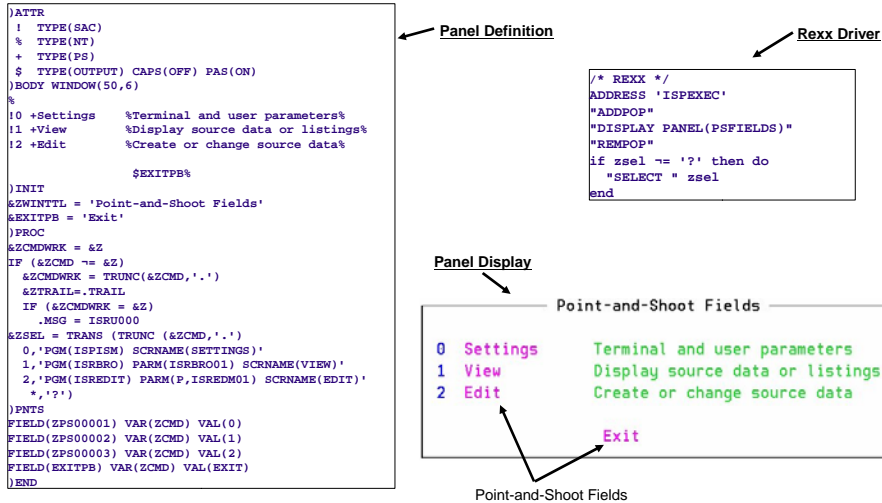 )ATTR
 !  TYPE(SAC)
 %  TYPE(NT)
 +  TYPE(PS)
 $  TYPE(OUTPUT) CAPS(OFF) PAS(ON)
)BODY WINDOW(50,6)
%
!0 +Settings    %Terminal and user parameters%
!1 +View        %Display source data or listings%
!2 +Edit        %Create or change source data%
                 $EXITPB%
)INIT
&ZWINTTL = 'Point-and-Shoot Fields'
&EXITPB = 'Exit'
)PROC
&ZCMDWRK = &Z
IF (&ZCMD ¬= &Z)
  &ZCMDWRK = TRUNC(&ZCMD,'.')
  &ZTRAIL=.TRAIL
  IF (&ZCMDWRK = &Z)
    .MSG = ISRU000
&ZSEL = TRANS (TRUNC (&ZCMD,'.')
  0,'PGM(ISPISM) SCRNAME(SETTINGS)'
  1,'PGM(ISRBRO) PARM(ISRBRO01) SCRNAME(VIEW)'
  2,'PGM(ISREDIT) PARM(P,ISREDM01) SCRNAME(EDIT)'
   *,'?')
)PNTS
FIELD(ZPS00001) VAR(ZCMD) VAL(0)
FIELD(ZPS00002) VAR(ZCMD) VAL(1)
FIELD(ZPS00003) VAR(ZCMD) VAL(2)
FIELD(EXITPB) VAR(ZCMD) VAL(EXIT)
)END
Panel Definition
Rexx Driver
/* REXX */
ADDRESS 'ISPEXEC'
"ADDPOP"
"DISPLAY PANEL(PSFIELDS)"
"REMPOP"
if zsel ¬= '?' then do
  "SELECT " zsel
end
Panel Display
Point-and-Shoot Fields
0  Settings      Terminal and user parameters
1  View          Display source data or listings
2  Edit          Create or change source data
Exit
Point-and-Shoot Fields